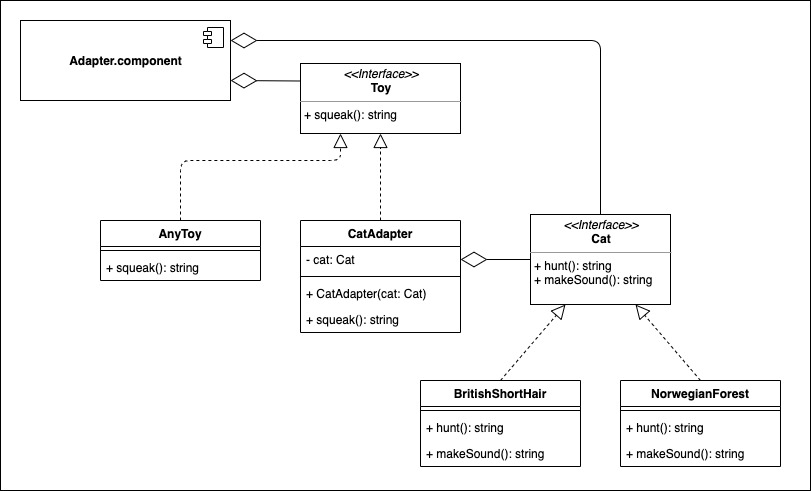 Adapter.component
<<Interface>>
Toy
+ squeak(): string
AnyToy
+ squeak(): string
CatAdapter
- cat: Cat
+ CatAdapter(cat: Cat)
+ squeak(): string
<<Interface>>
Cat
+ hunt(): string
+ makeSound(): string
BritishShortHair
+ hunt(): string
+ makeSound(): string
NorwegianForest
+ hunt(): string
+ makeSound(): string